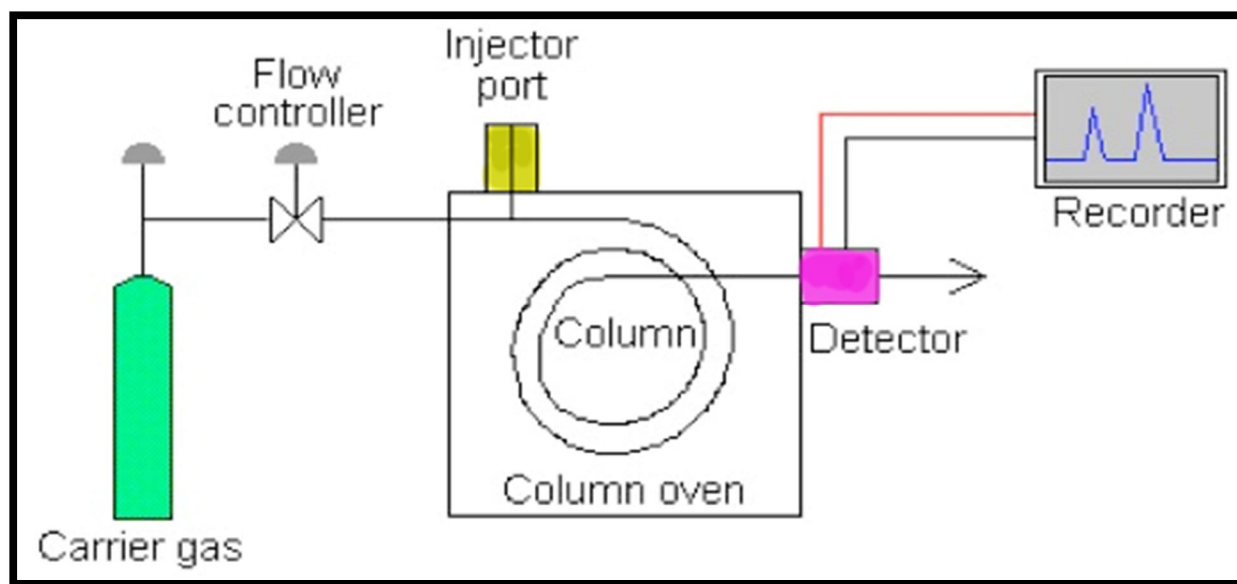 Injector
port
Flow
controller
Recorder
Column
Detector
Column oven
Carrier gas